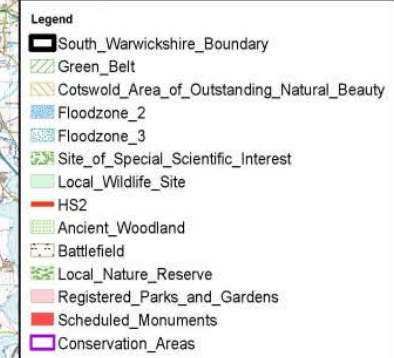 Legend
South_Warwickshire_Boundary
Green_Belt
Cotswold_Area_of_Outstanding_Natural_Beauty
Floodzone_2
Floodzone_3
Site_of_Special_Scientific_Interest
Local_Wildlife_Site
HS2
Ancient_Woodland
Battlefield
Local_Nature_Reserve
Registered_Parks_and_Gardens
Scheduled_Monuments
Conservation_Areas